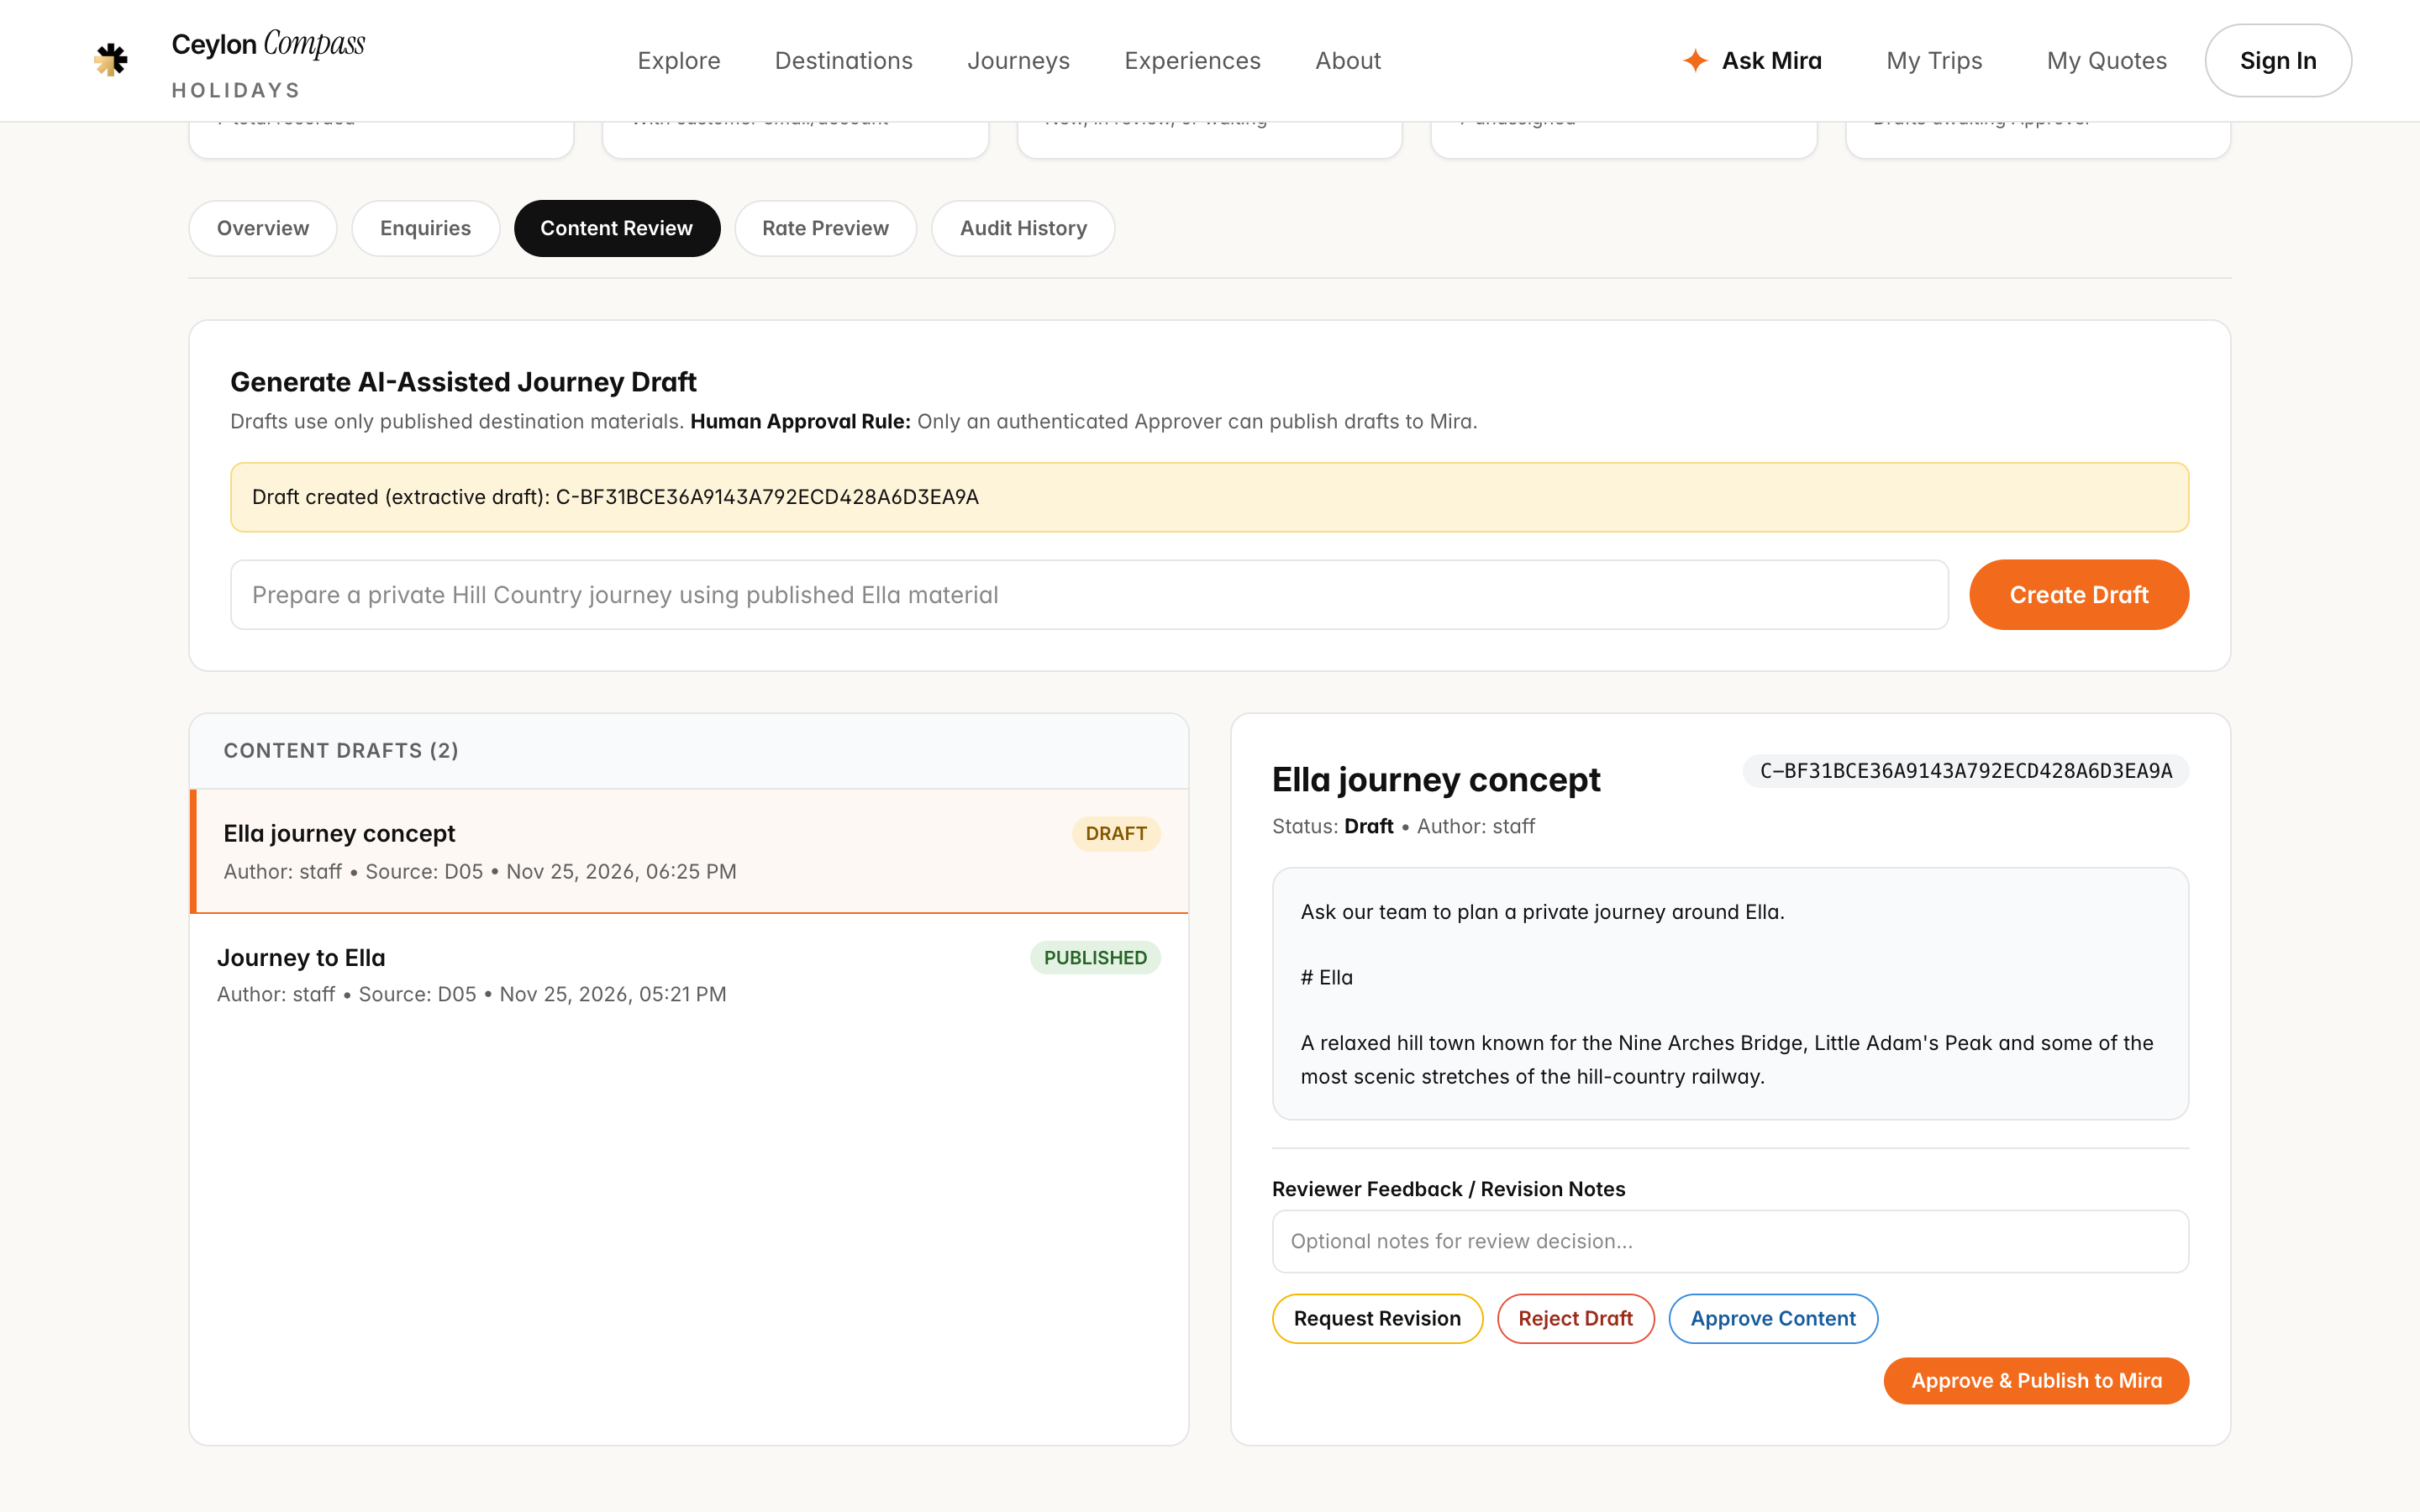 Ceylon Compass
HOLIDAYS
Explore
Destinations
Journeys
Experiences
About
Ask Mira
My Trips
My Quotes
Sign In
Overview
Enquiries
Content Review
Rate Preview
Audit History
Generate AI-Assisted Journey Draft
Drafts use only published destination materials. Human Approval Rule: Only an authenticated Approver can publish drafts to Mira.
Draft created (extractive draft): C-BF31BCE36A9143A792ECD428A6D3EA9A
Prepare a private Hill Country journey using published Ella material
Create Draft
CONTENT DRAFTS (2)
Ella journey concept
DRAFT
Author: staff • Source: D05 • Nov 25, 2026, 06:25 PM
Journey to Ella
PUBLISHED
Author: staff • Source: D05 • Nov 25, 2026, 05:21 PM
Ella journey concept
C-BF31BCE36A9143A792ECD428A6D3EA9A
Status: Draft • Author: staff
Ask our team to plan a private journey around Ella.
# Ella
A relaxed hill town known for the Nine Arches Bridge, Little Adam's Peak and some of the
most scenic stretches of the hill-country railway.
Reviewer Feedback / Revision Notes
Optional notes for review decision...
Request Revision
Reject Draft
Approve Content
Approve & Publish to Mira